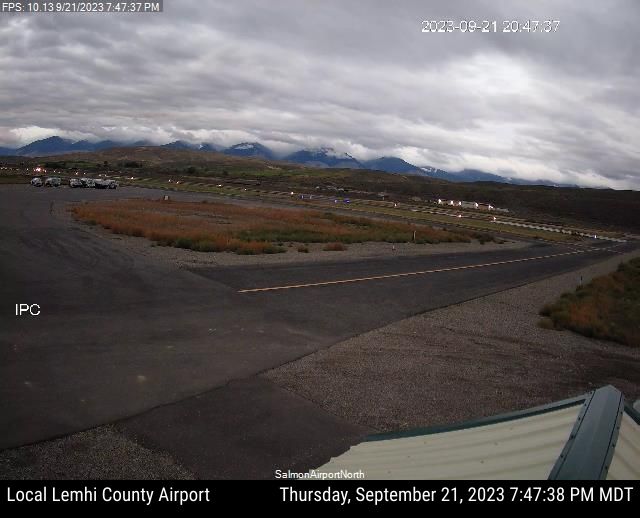 FPS: 10.13 9/21/2023 7:47:37 PM
2023-09-21 20:47:37
IPC
SalmonAirportNorth
Local Lemhi County Airport Thursday, September 21, 2023 7:47:38 PM MDT